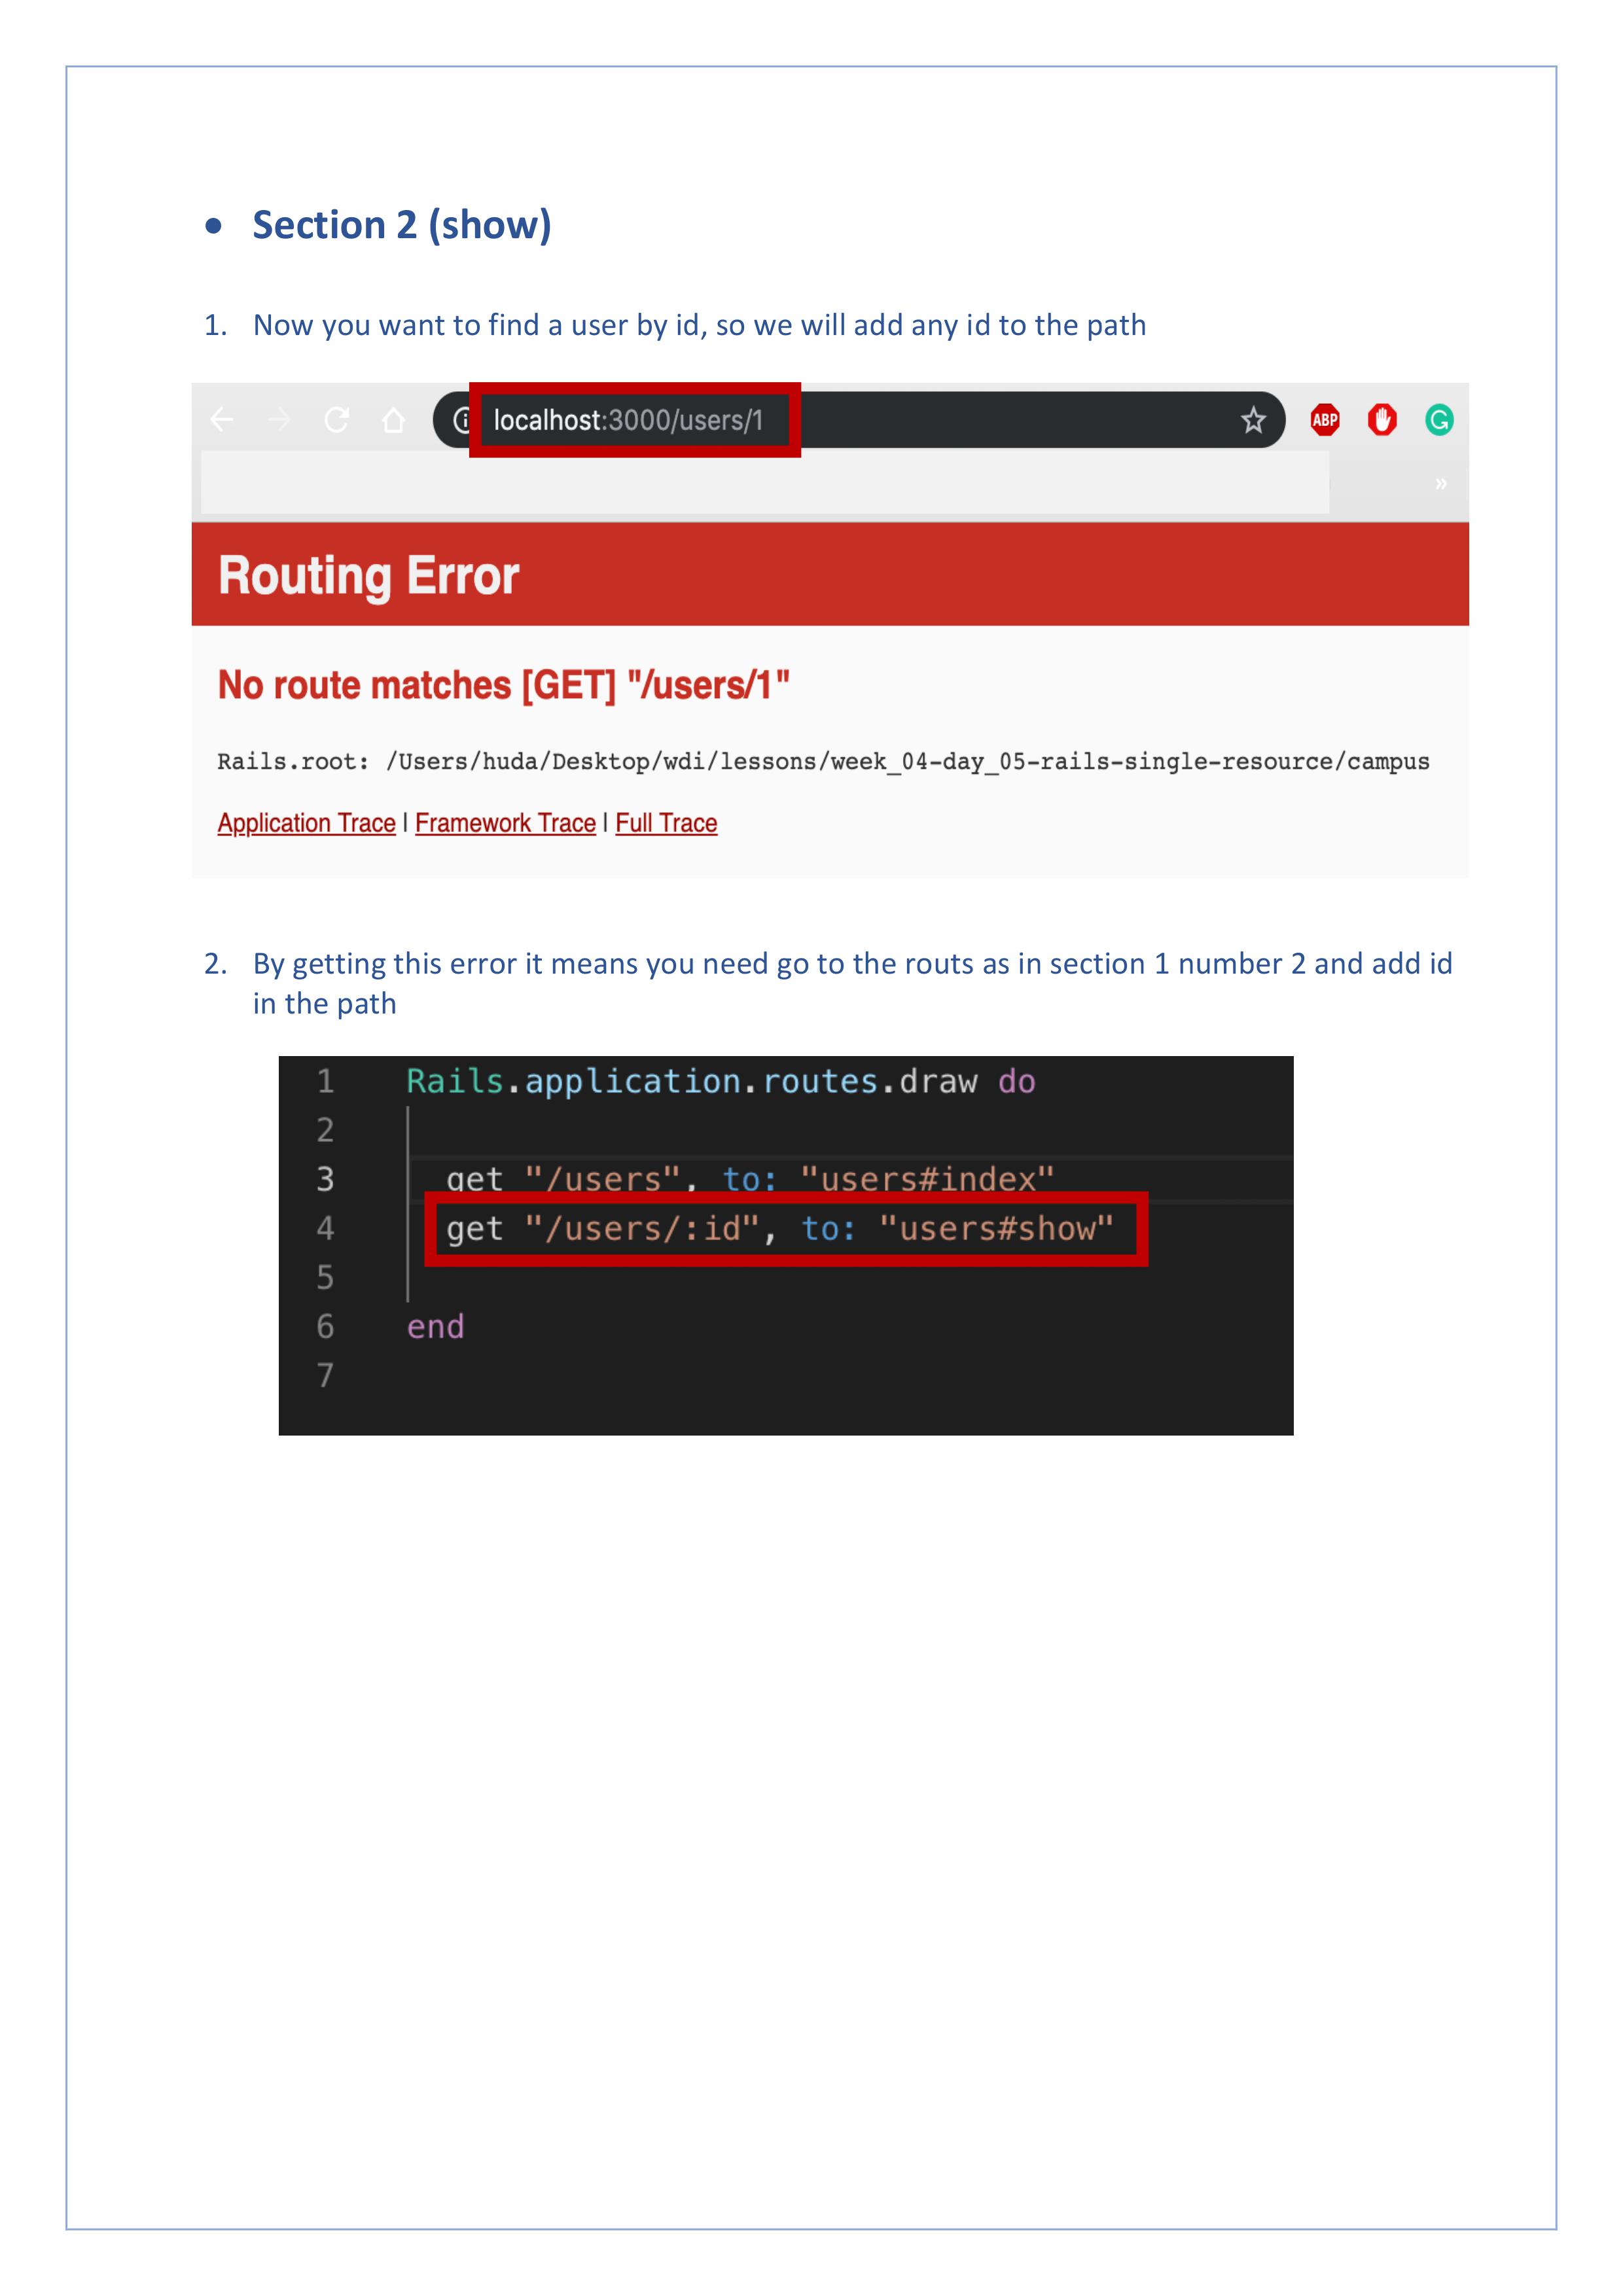 • Section 2 (show)
1. Now you want to find a user by id, so we will add any id to the path
localhost:3000/users/1
ABP
G
»
Routing Error
No route matches [GET] "/users/1"
Rails.root: /Users/huda/Desktop/wdi/lessons/week_04-day_05-rails-single-resource/campus
Application Trace | Framework Trace | Full Trace
2. By getting this error it means you need go to the routs as in section 1 number 2 and add id
in the path
1 Rails.application.routes.draw do
2
3 get "/users", to: "users#index"
4 get "/users/:id", to: "users#show"
5
6 end
7